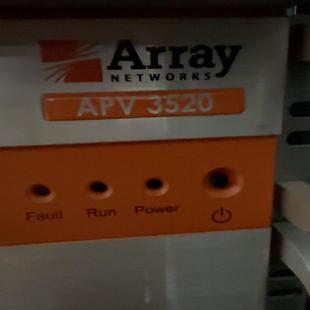 Array
NETWORKS
APV 3520
Fault Run Power